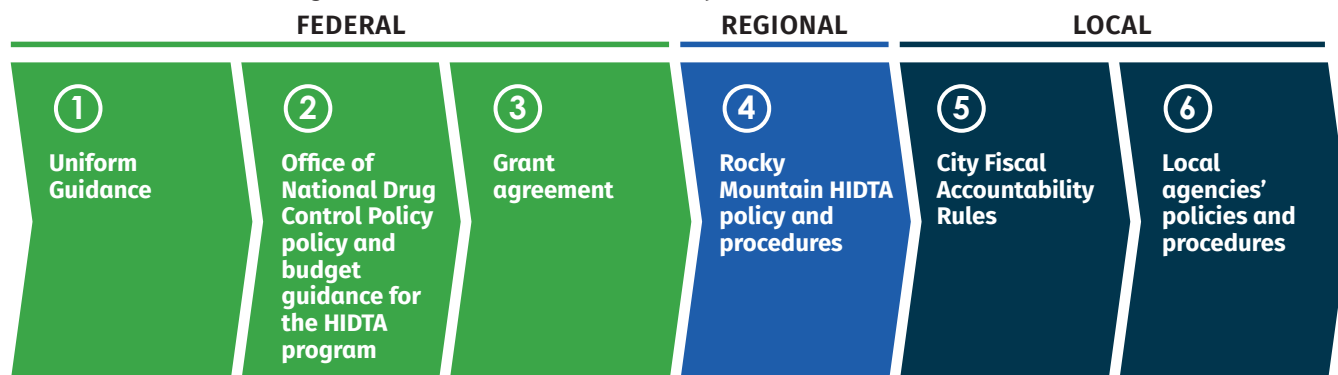 FEDERAL
REGIONAL
LOCAL
1
Uniform
Guidance
2
Office of
National Drug
Control Policy
policy and
budget
guidance for
the HIDTA
program
3
Grant
agreement
4
Rocky
Mountain HIDTA
policy and
procedures
5
City Fiscal
Accountability
Rules
6
Local
agencies’
policies and
procedures